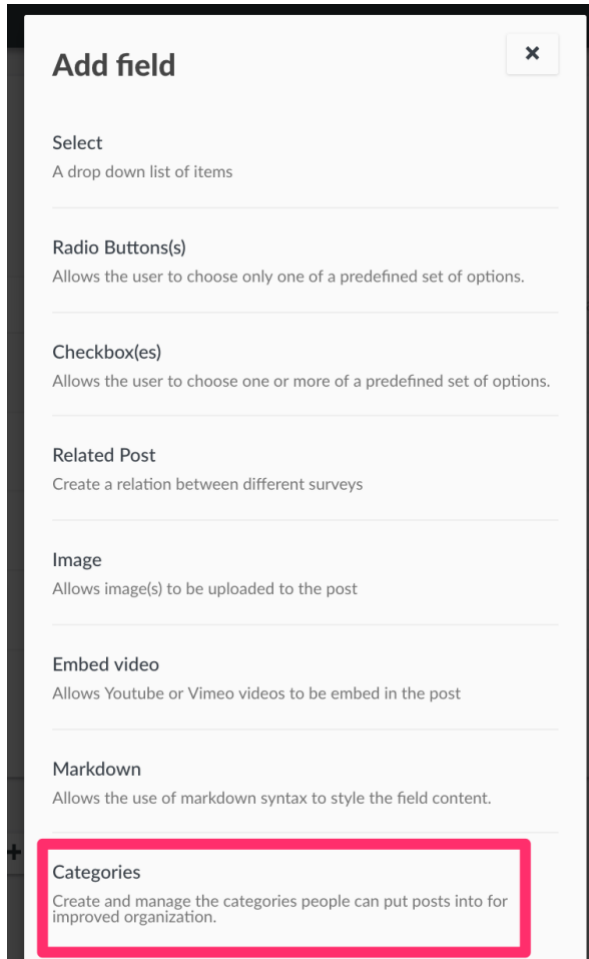 Add field
Select
A drop down list of items
Radio Buttons(s)
Allows the user to choose only one of a predefined set of options.
Checkbox(es)
Allows the user to choose one or more of a predefined set of options.
Related Post
Create a relation between different surveys
Image
Allows image(s) to be uploaded to the post
Embed video
Allows Youtube or Vimeo videos to be embed in the post
Markdown
Allows the use of markdown syntax to style the field content.
Categories
Create and manage the categories people can put posts into for
improved organization.